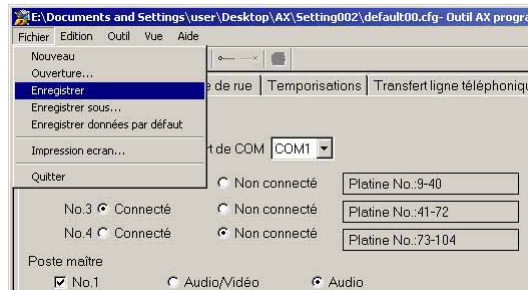 E:\Documents and Settings\user\Desktop\AX\Setting002\default00.cfg- Outil AX progra
Fichier Edition Outil Vue Aide
Nouveau
Ouverture...
Enregistrer
e de rue Temporisations Transfert ligne téléphoniqu
Enregistrer sous...
Enregistrer données par défaut
Impression ecran...
rt de COM COM1
Quitter
Non connecté Platine No.:9-40
No.3 Connecté Non connecté Platine No.:41-72
No.4 Connecté Non connecté Platine No.:73-104
Poste maître
No.1 Audio/Vidéo Audio